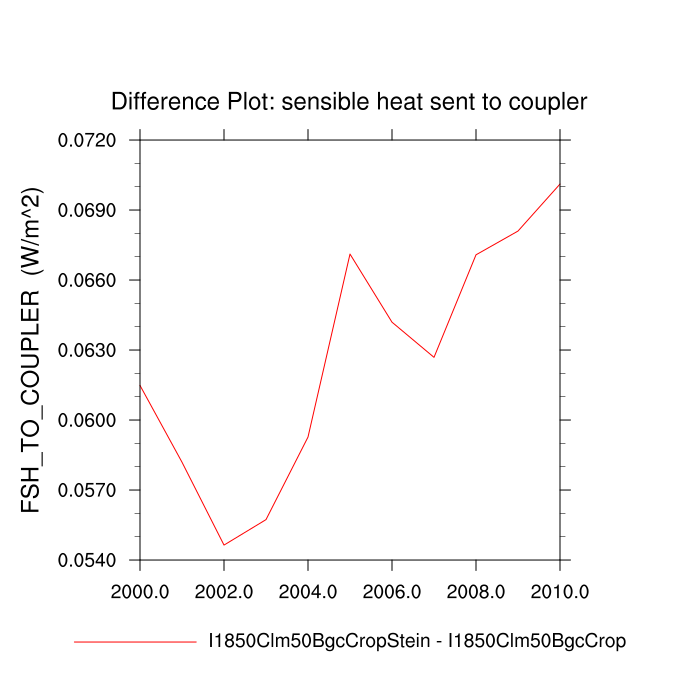 Difference Plot: sensible heat sent to coupler
FSH_TO_COUPLER (W/m^2)
0.0720
0.0690
0.0660
0.0630
0.0600
0.0570
0.0540
2000.0 2002.0 2004.0 2006.0 2008.0 2010.0
I1850Clm50BgcCropStein - I1850Clm50BgcCrop